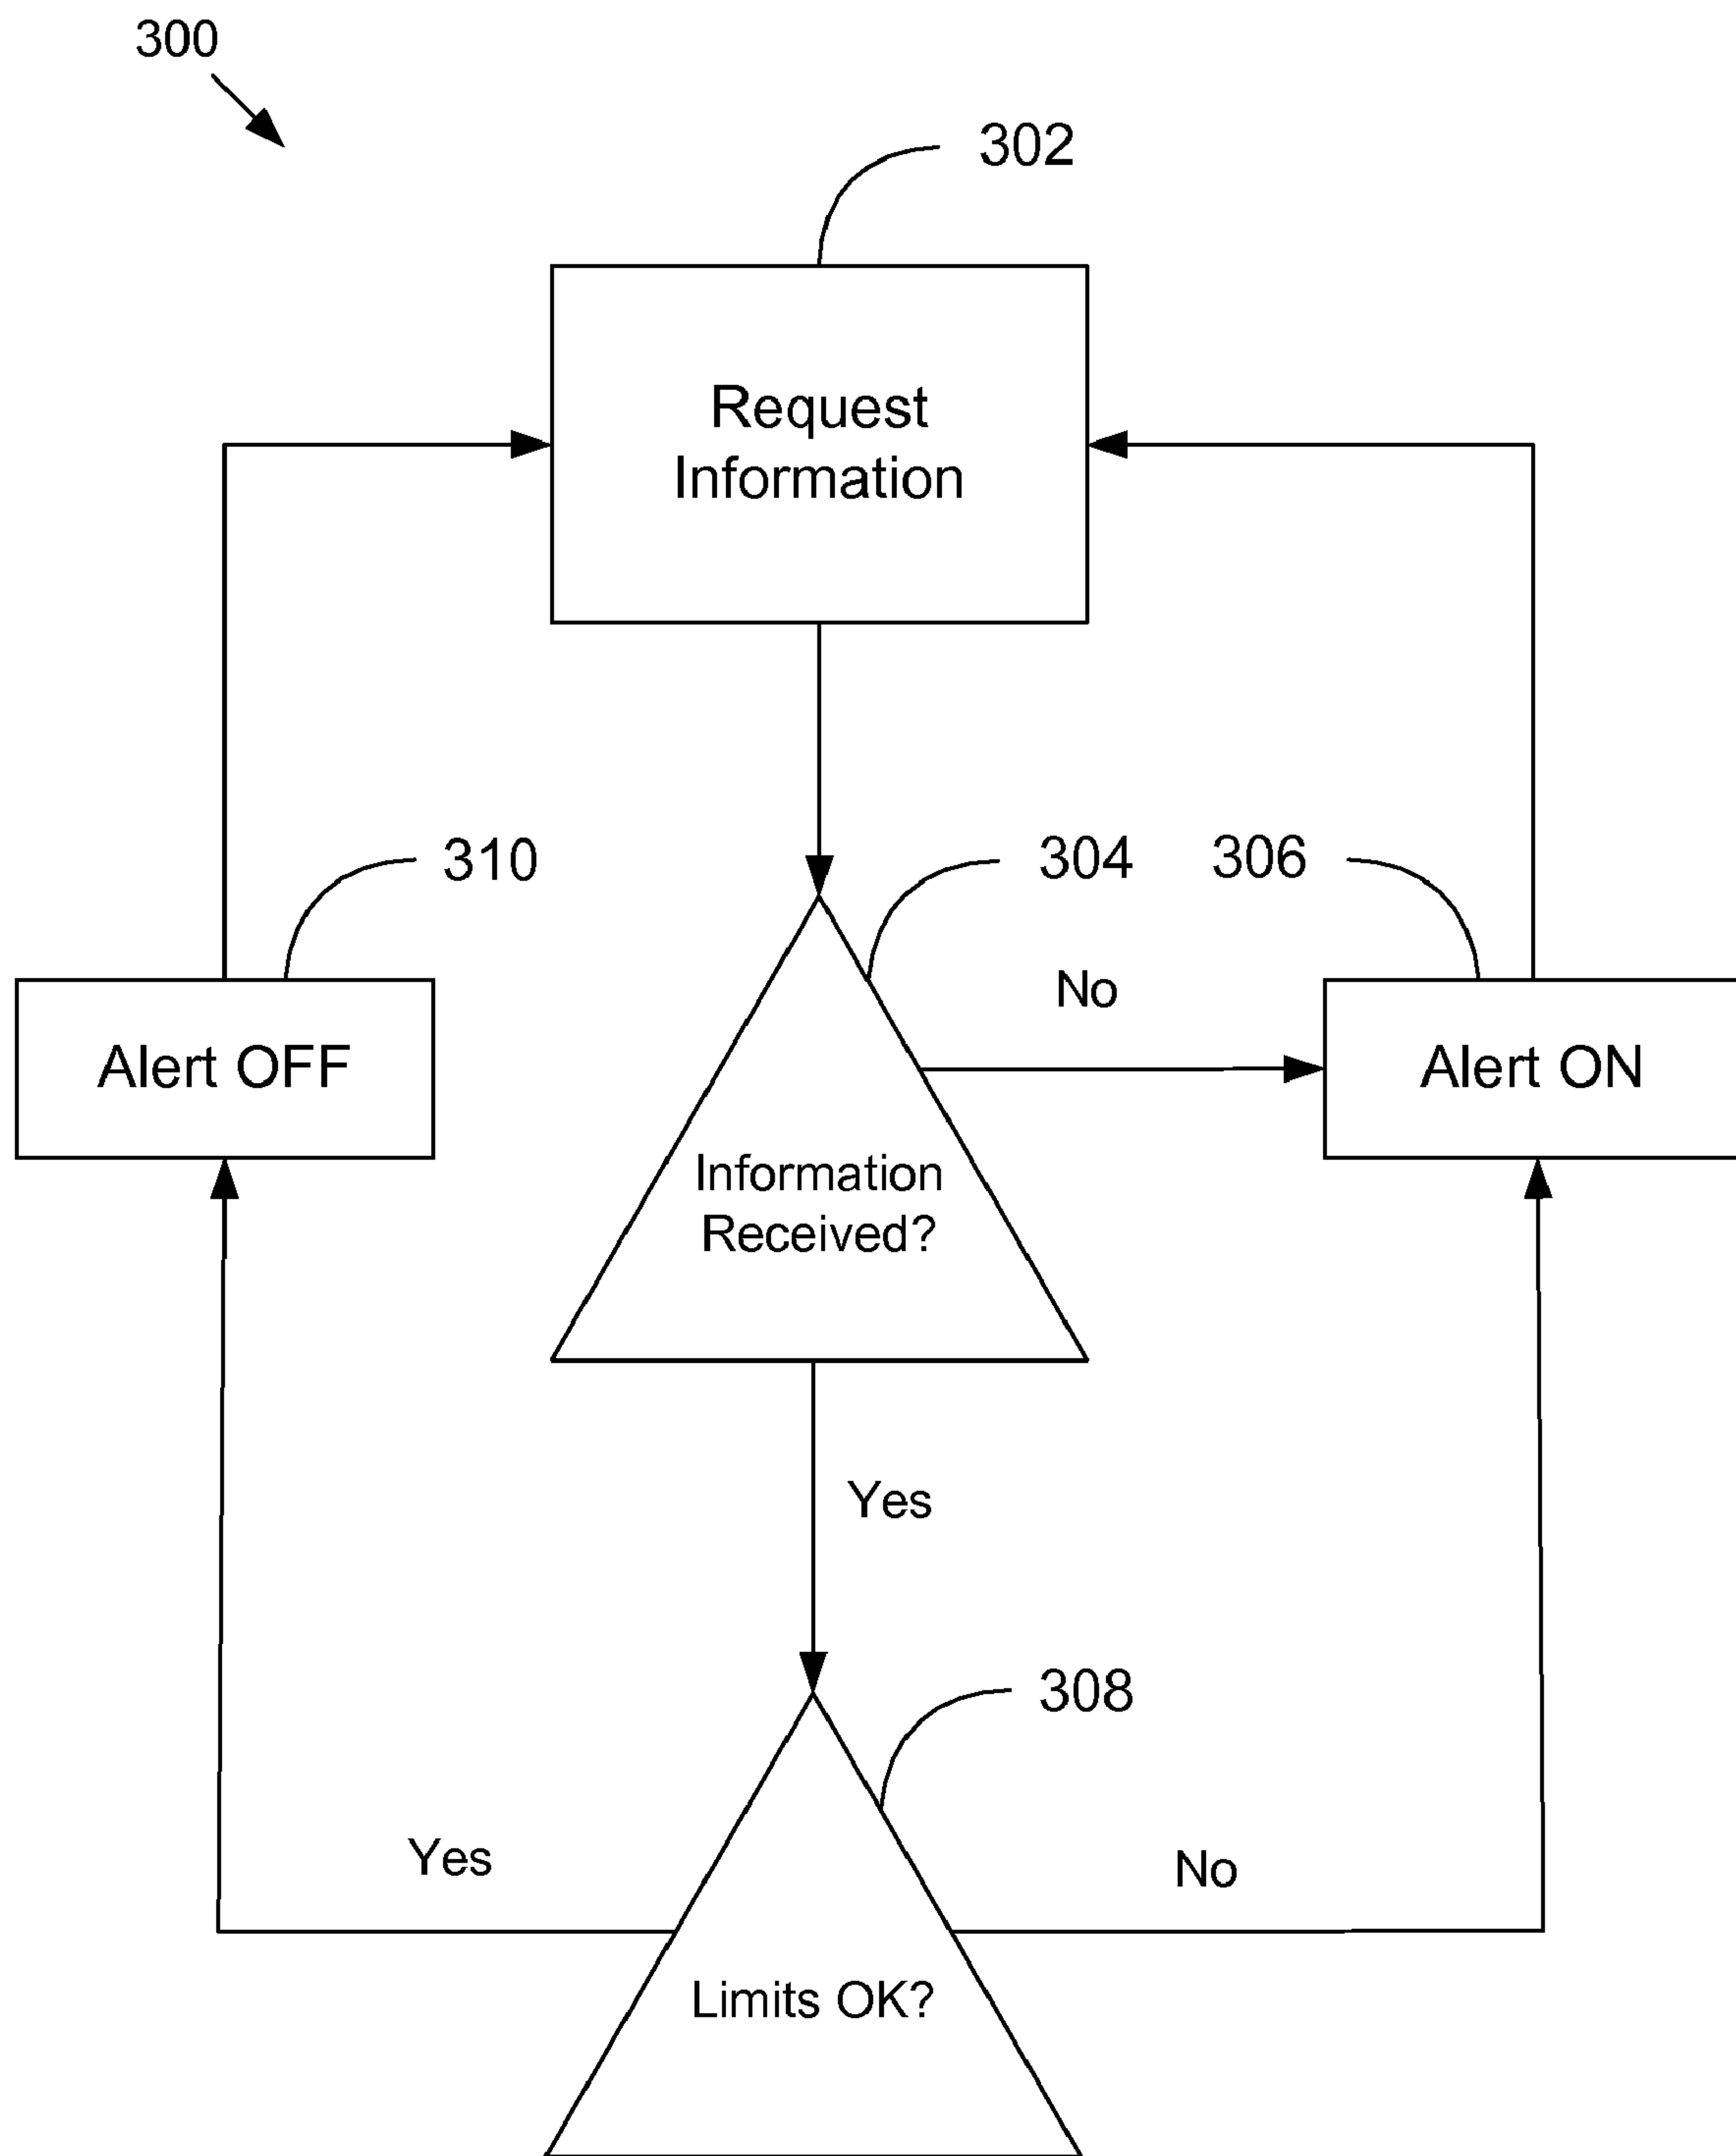 300
302
Request
Information
310
304
306
No
Alert OFF
Alert ON
Information
Received?
Yes
308
Yes
No
Limits OK?